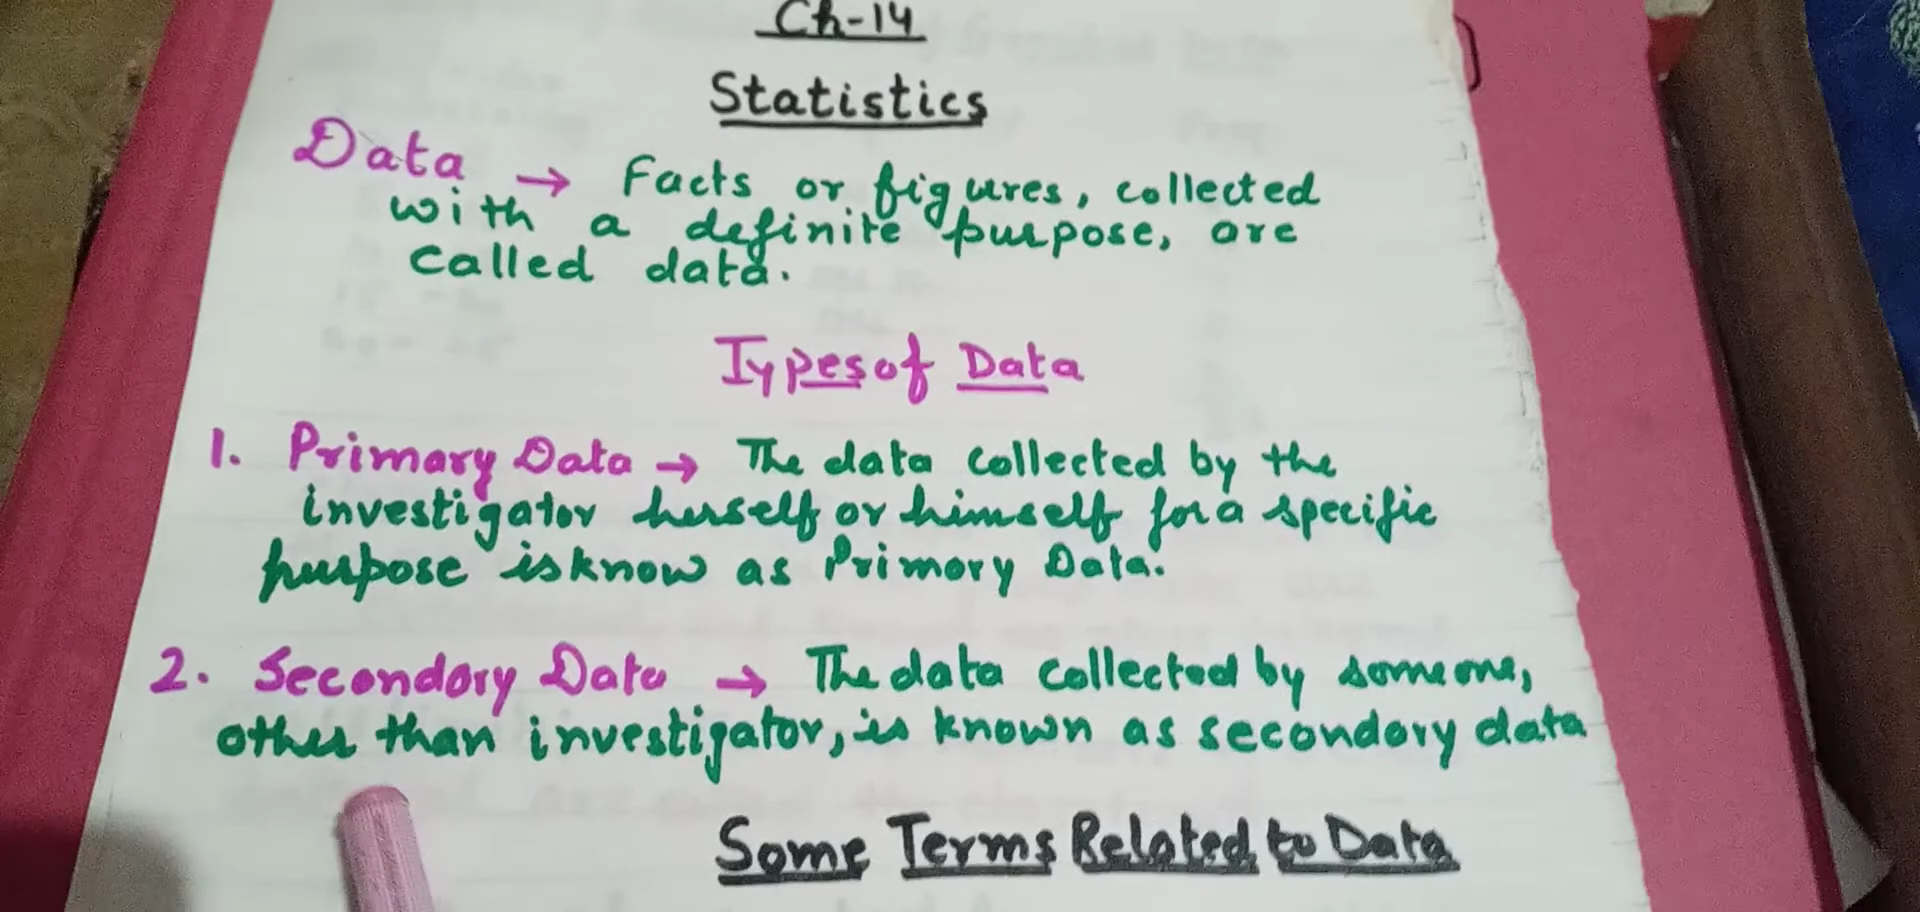 Ch-14
Statistics
Data → Facts or figures, collected
with a definite purpose, are
Called data.
Types of Data
1. Primary Data → The data collected by the
investigator herself or himself for a specific
purpose is know as Primary Data.
2. Secondary Data → The data collected by someone,
other than investigator, is known as secondary data
Some Terms Related to Data